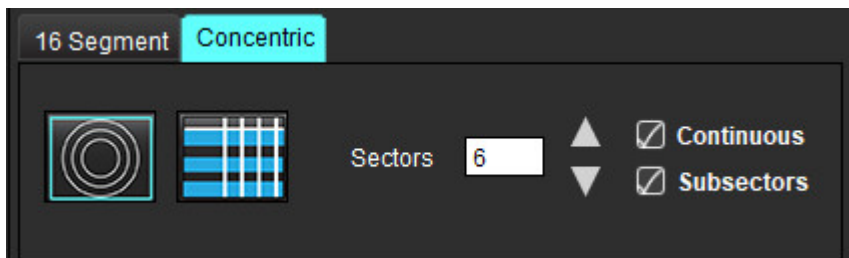 16 Segment
Concentric
Sectors
6
Continuous
Subsectors